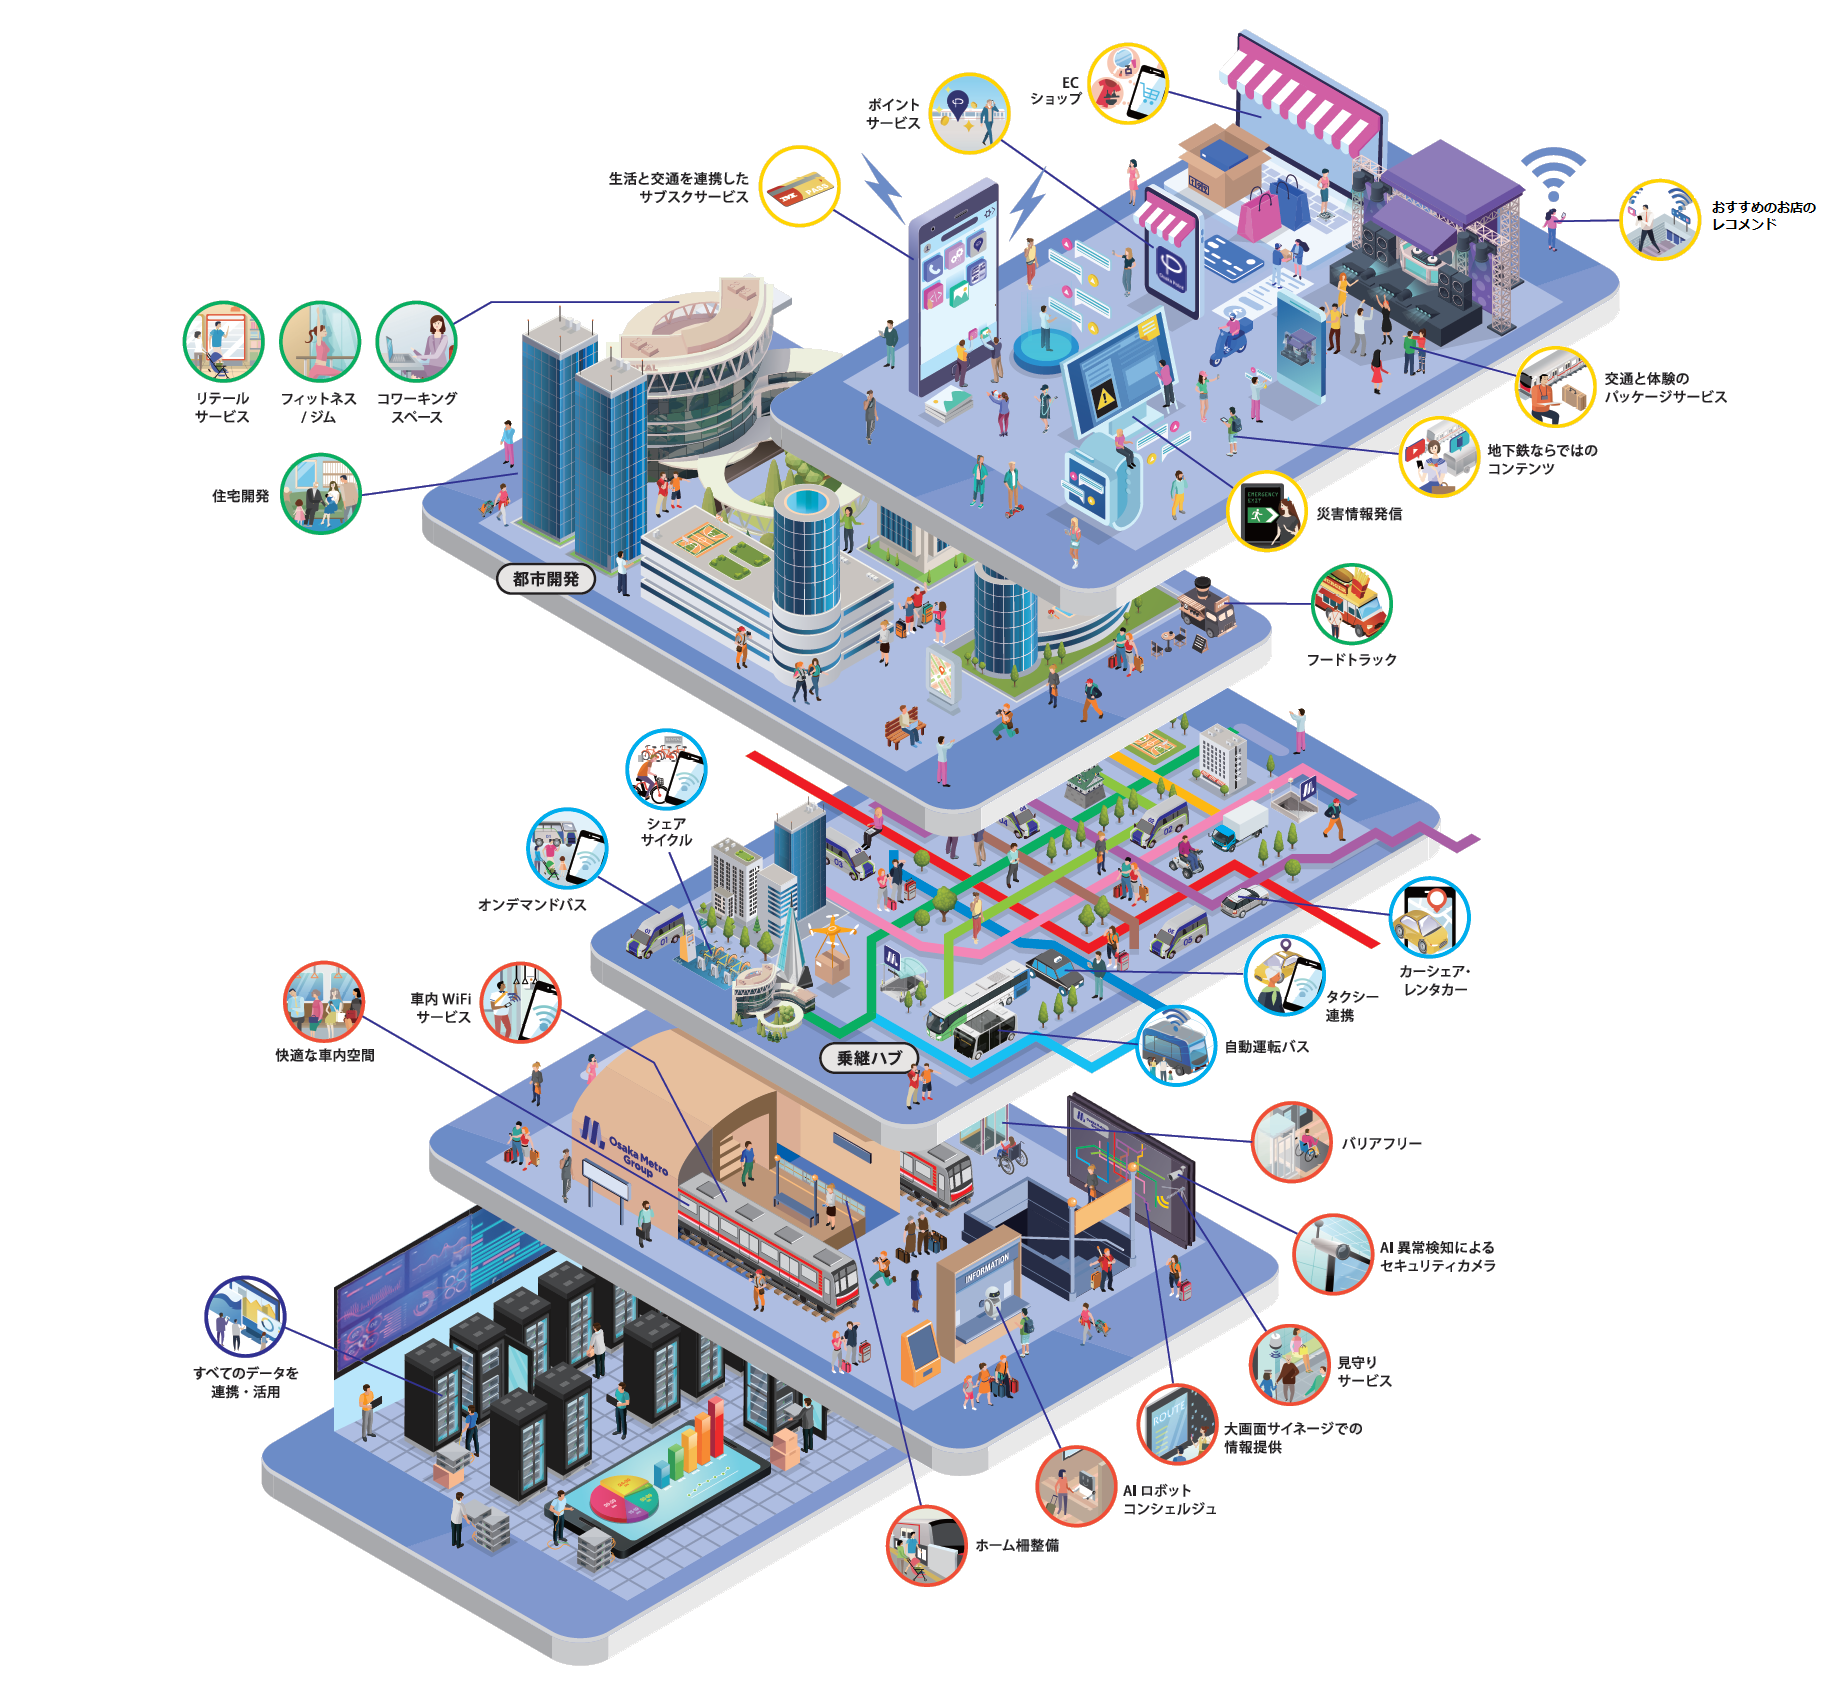 EC
ショップ
ポイント
サービス
生活と交通を連携した
サブスクサービス
PASS
おすすめのお店の
レコメンド
Osaka Point
リテール
サービス
フィットネス
/ ジム
コワーキング
スペース
交通と体験の
パッケージサービス
地下鉄ならではの
コンテンツ
住宅開発
EMERGENCY
EXIT
災害情報発信
都市開発
フードトラック
シェア
サイクル
オンデマンドバス
01
02
03
04
05
カーシェア・
レンタカー
タクシー
連携
自動運転バス
乗継ハブ
車内 WiFi
サービス
快適な車内空間
Osaka Metro
Group
バリアフリー
AI 異常検知による
セキュリティカメラ
INFORMATION
見守り
サービス
すべてのデータを
連携・活用
ROUTE
大画面サイネージでの
情報提供
AI ロボット
コンシェルジュ
ホーム柵整備